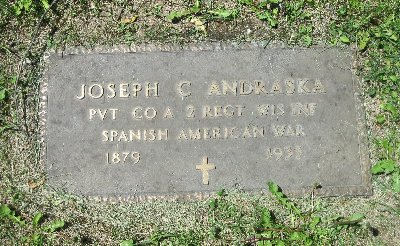 JOSEPH C ANDRASKA
PVT CO A 2 REGT WIS INF
SPANISH AMERICAN WAR
1879